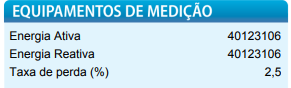 EQUIPAMENTOS DE MEDIÇÃO
Energia Ativa 40123106
Energia Reativa 40123106
Taxa de perda (%) 2,5